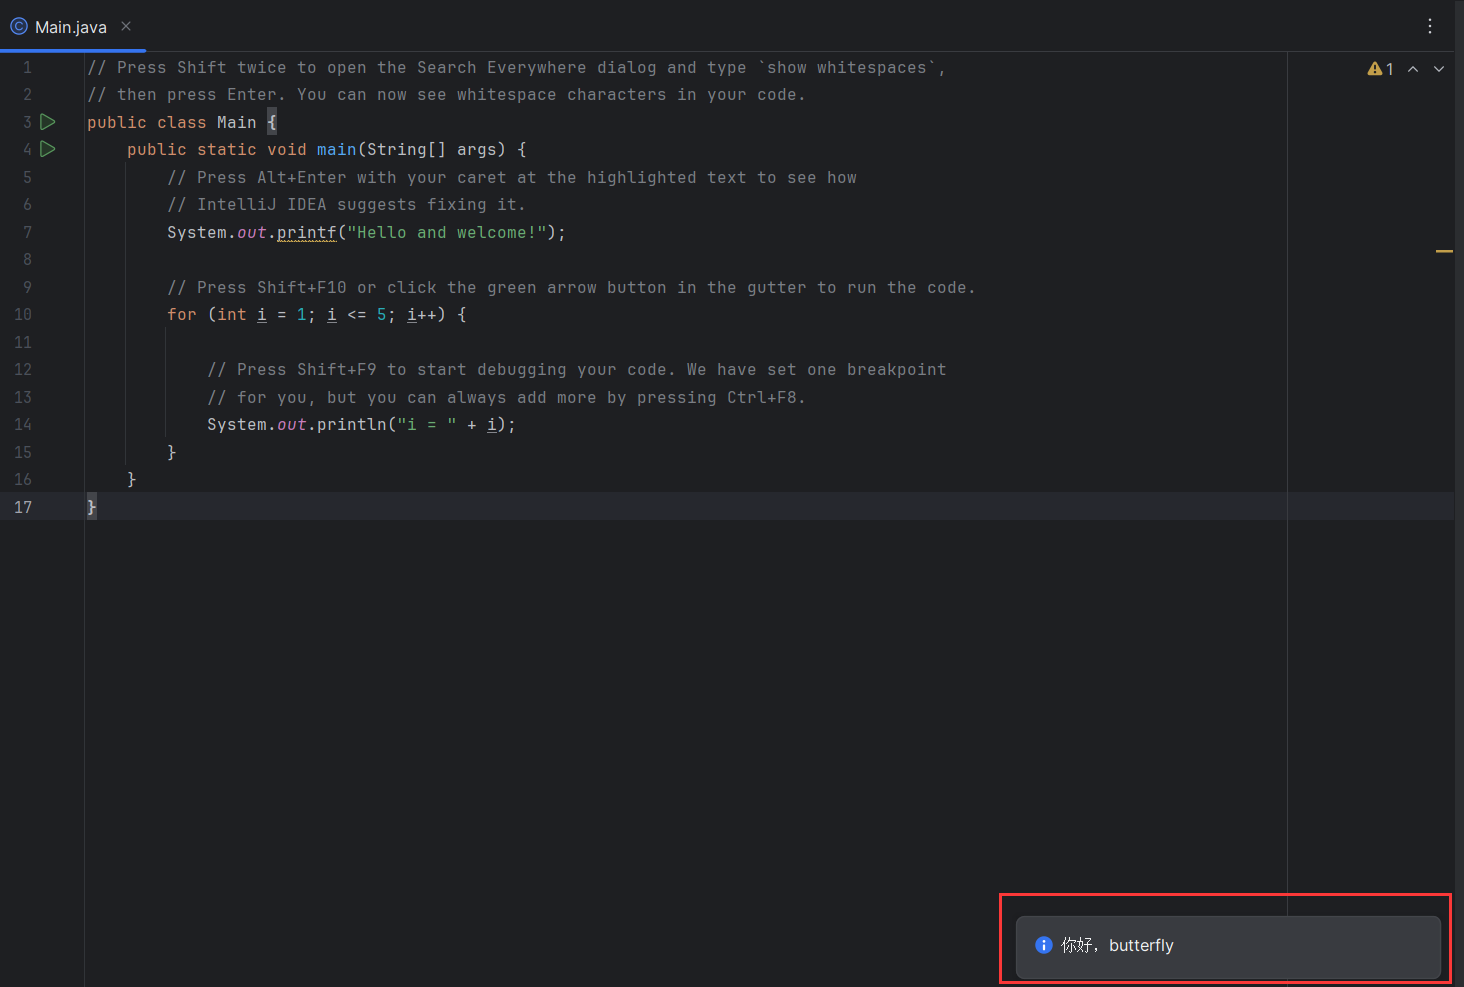 Main.java
1
1 // Press Shift twice to open the Search Everywhere dialog and type `show whitespaces`,
2 // then press Enter. You can now see whitespace characters in your code.
3 public class Main {
4 public static void main(String[] args) {
5 // Press Alt+Enter with your caret at the highlighted text to see how
6 // IntelliJ IDEA suggests fixing it.
7 System.out.printf("Hello and welcome!");
8
9 // Press Shift+F10 or click the green arrow button in the gutter to run the code.
10 for (int i = 1; i <= 5; i++) {
11
12 // Press Shift+F9 to start debugging your code. We have set one breakpoint
13 // for you, but you can always add more by pressing Ctrl+F8.
14 System.out.println("i = " + i);
15 }
16 }
17 }
你好，butterfly